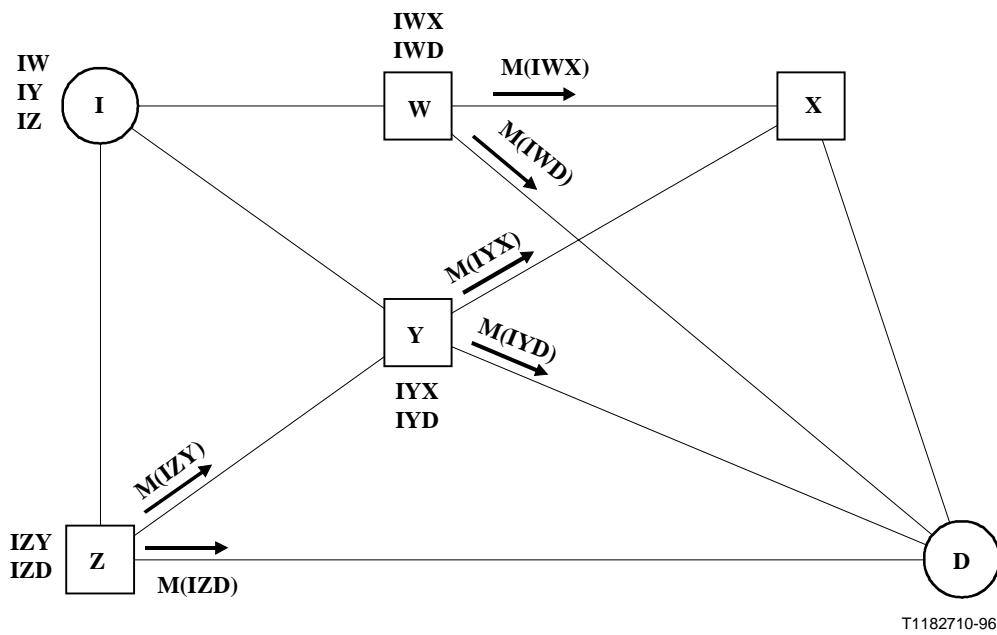 IWX
IWD
IW
IY
IZ
I
W
M(IWX)
X
M(IWD)
M(IYX)
Y
M(IYD)
IYX
IYD
M(IZY)
IZY
IZD
Z
M(IZD)
D
T1182710-96